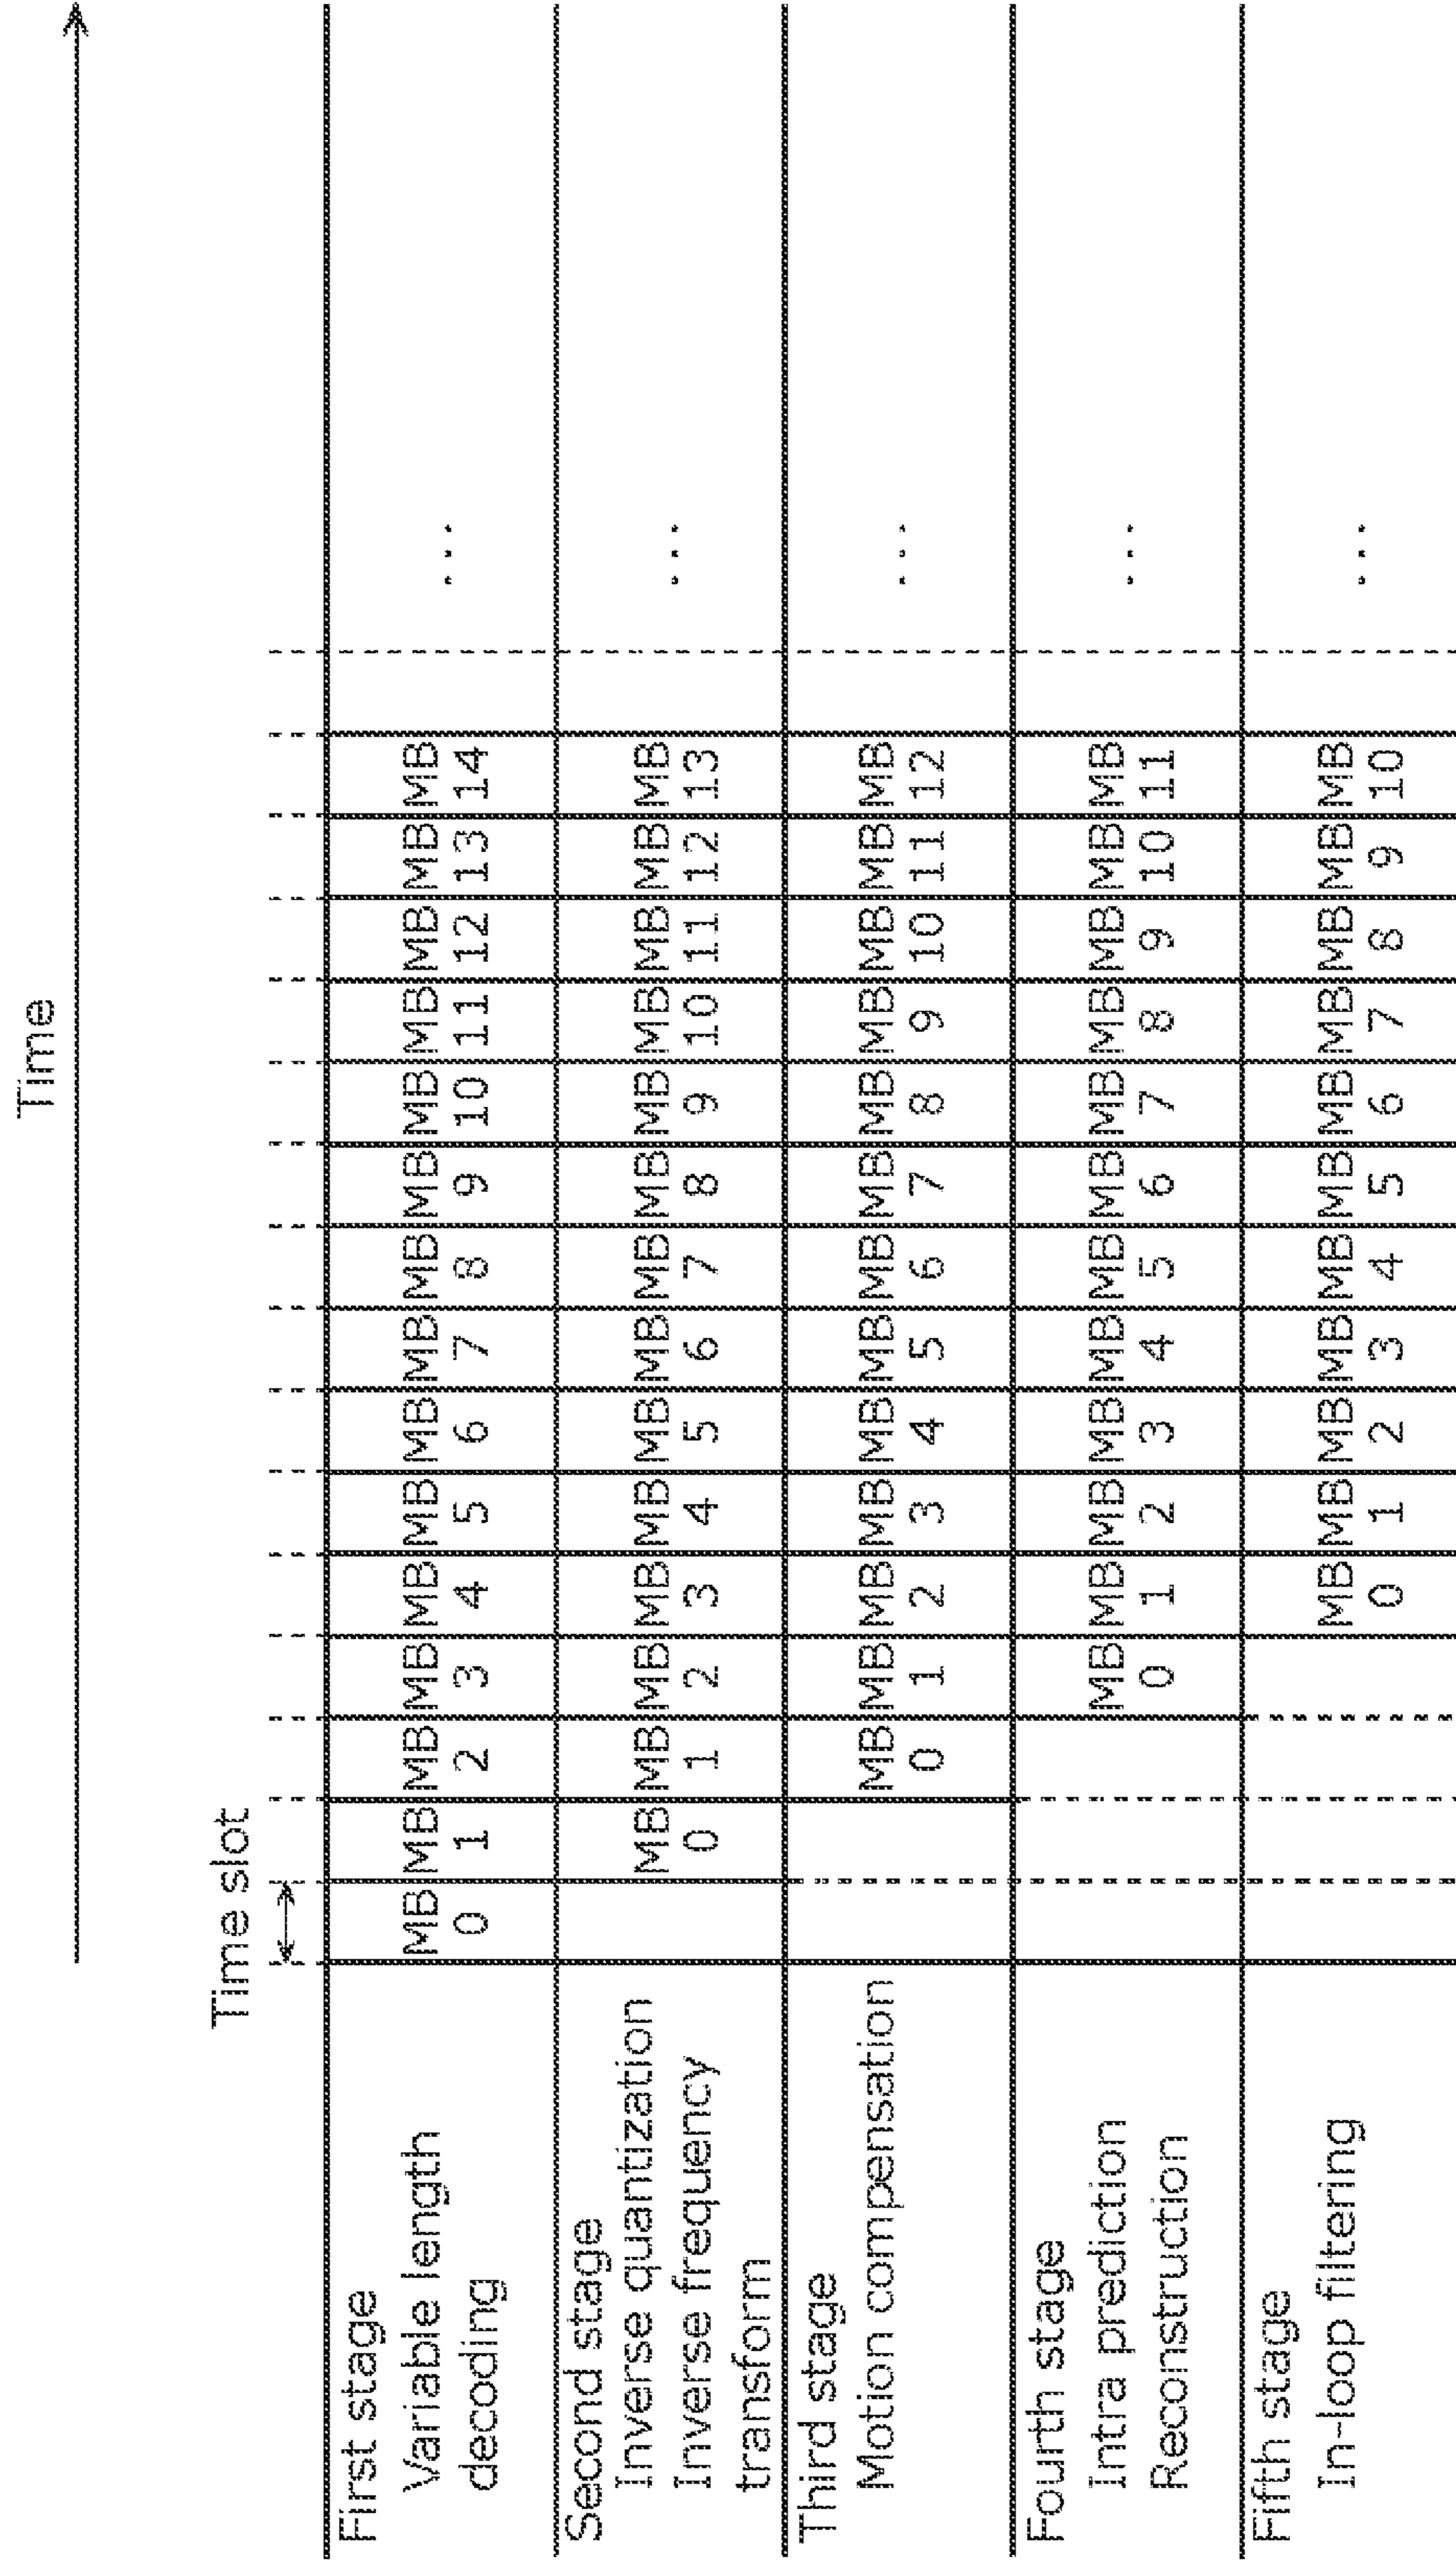 Time
Time slot
First stage
Variable length
decoding
MB MB MB MB MB MB MB MB MB MB MB MB MB MB MB
0 1 2 3 4 5 6 7 8 9 10 11 12 13 14
...
Second stage
Inverse quantization
Inverse frequency
transform
MB MB MB MB MB MB MB MB MB MB MB MB MB MB
0 1 2 3 4 5 6 7 8 9 10 11 12 13
...
Third stage
Motion compensation
MB MB MB MB MB MB MB MB MB MB MB MB MB
0 1 2 3 4 5 6 7 8 9 10 11 12
...
Fourth stage
Intra prediction
Reconstruction
MB MB MB MB MB MB MB MB MB MB MB MB
0 1 2 3 4 5 6 7 8 9 10 11
...
Fifth stage
In-loop filtering
MB MB MB MB MB MB MB MB MB MB MB
0 1 2 3 4 5 6 7 8 9 10
...